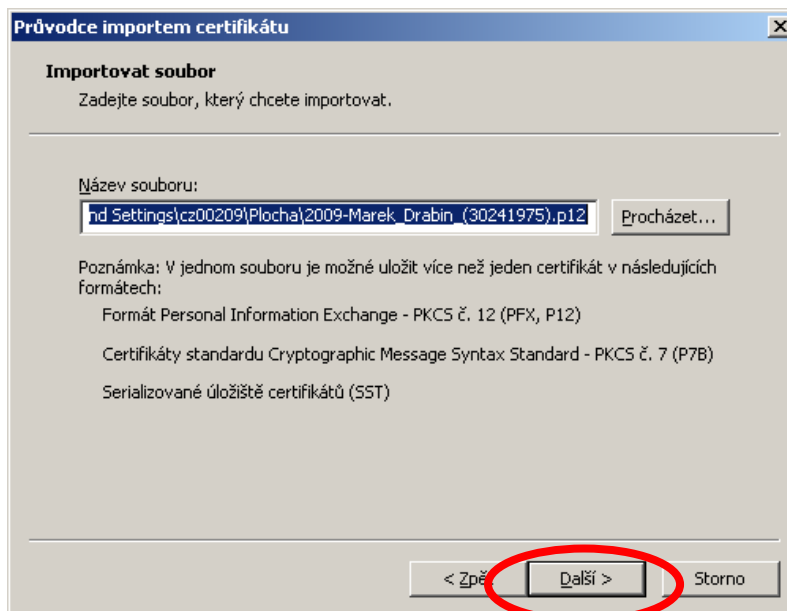 Průvodce importem certifikátu
Importovat soubor
Zadejte soubor, který chcete importovat.
Název souboru:
nd Settings\cz00209\Plocha\2009-Marek_Drabin_(30241975).p12
Procházet...
Poznámka: V jednom souboru je možné uložit více než jeden certifikát v následujících
formátech:
Formát Personal Information Exchange - PKCS č. 12 (PFX, P12)
Certifikáty standardu Cryptographic Message Syntax Standard - PKCS č. 7 (P7B)
Serializované úložiště certifikátů (SST)
< Zpět
Další >
Storno